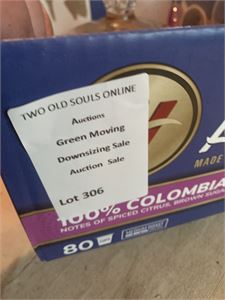 TWO OLD SOULS ONLINE
Auctions
Green Moving
Downsizing Sale
Auction Sale
Lot 306
MADE
100% COLOMBIA
NOTES OF SPICED CITRUS, BROWN SUGA
80